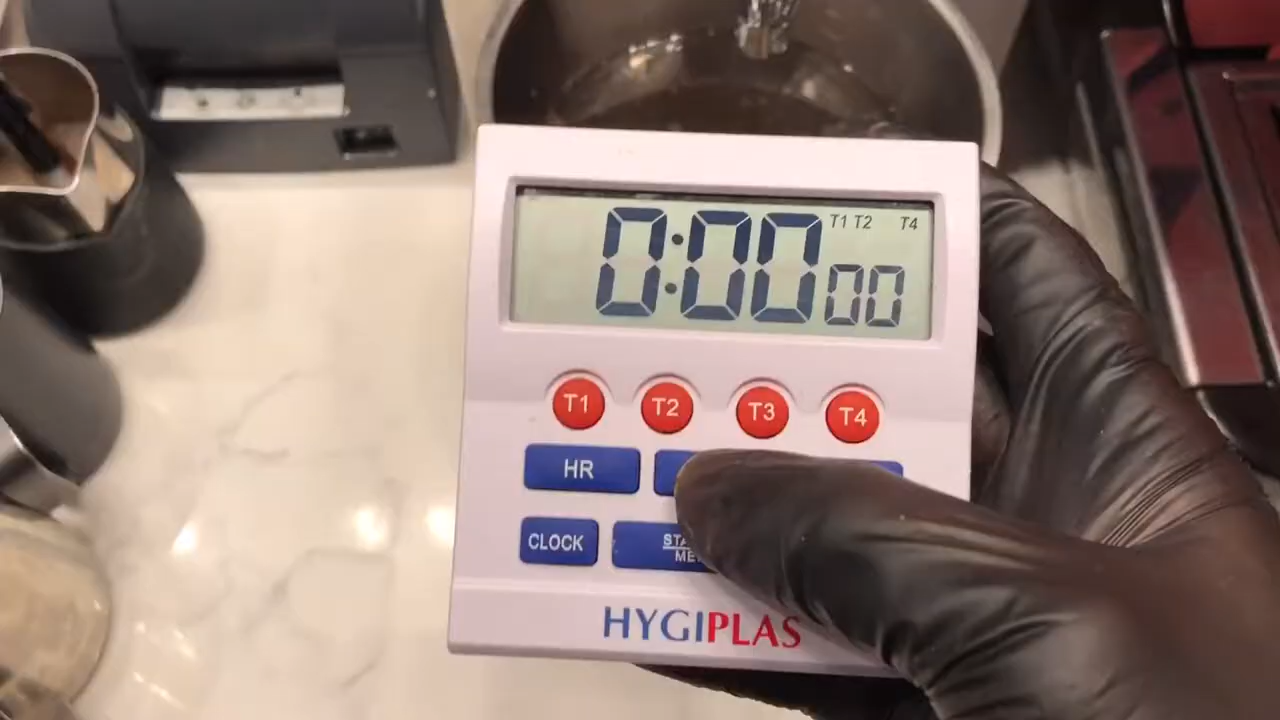 0:00 00 T1 T2 T4
T1 T2 T3 T4
HR
CLOCK
HYGIPLAS